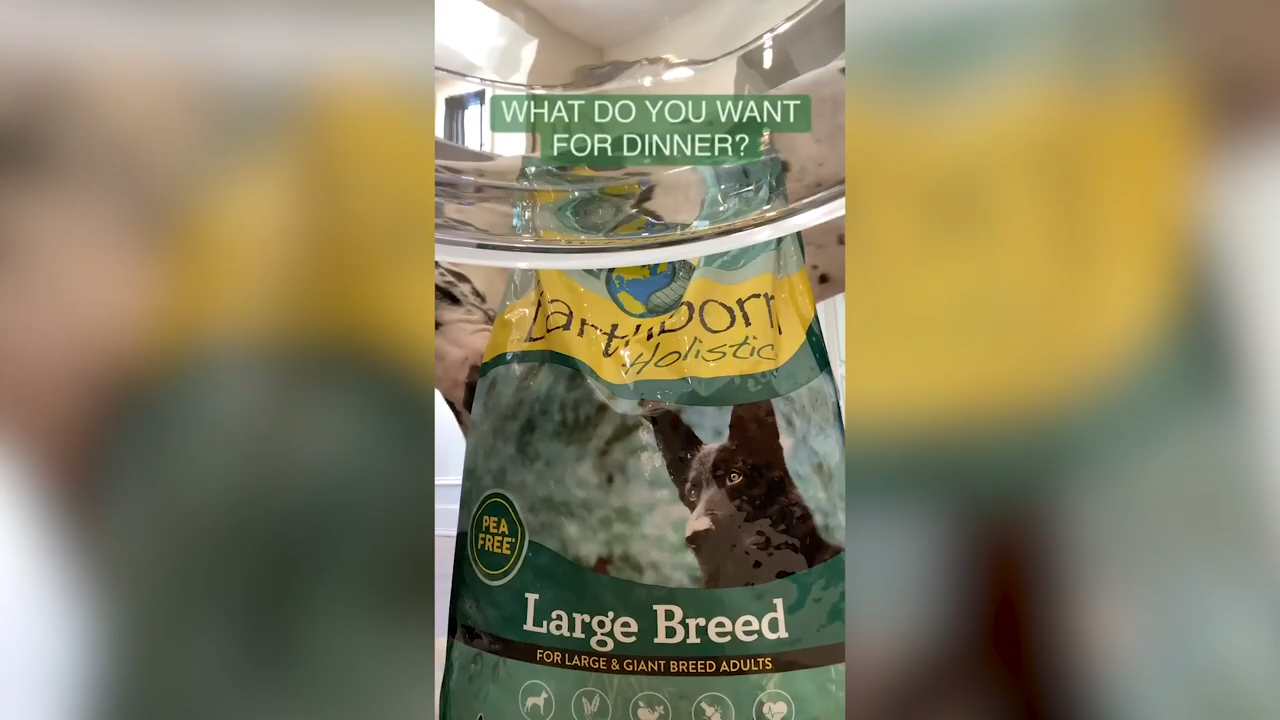 WHAT DO YOU WANT
FOR DINNER?
Earthborn
Holistic
PEA
FREE*
Large Breed
FOR LARGE & GIANT BREED ADULTS